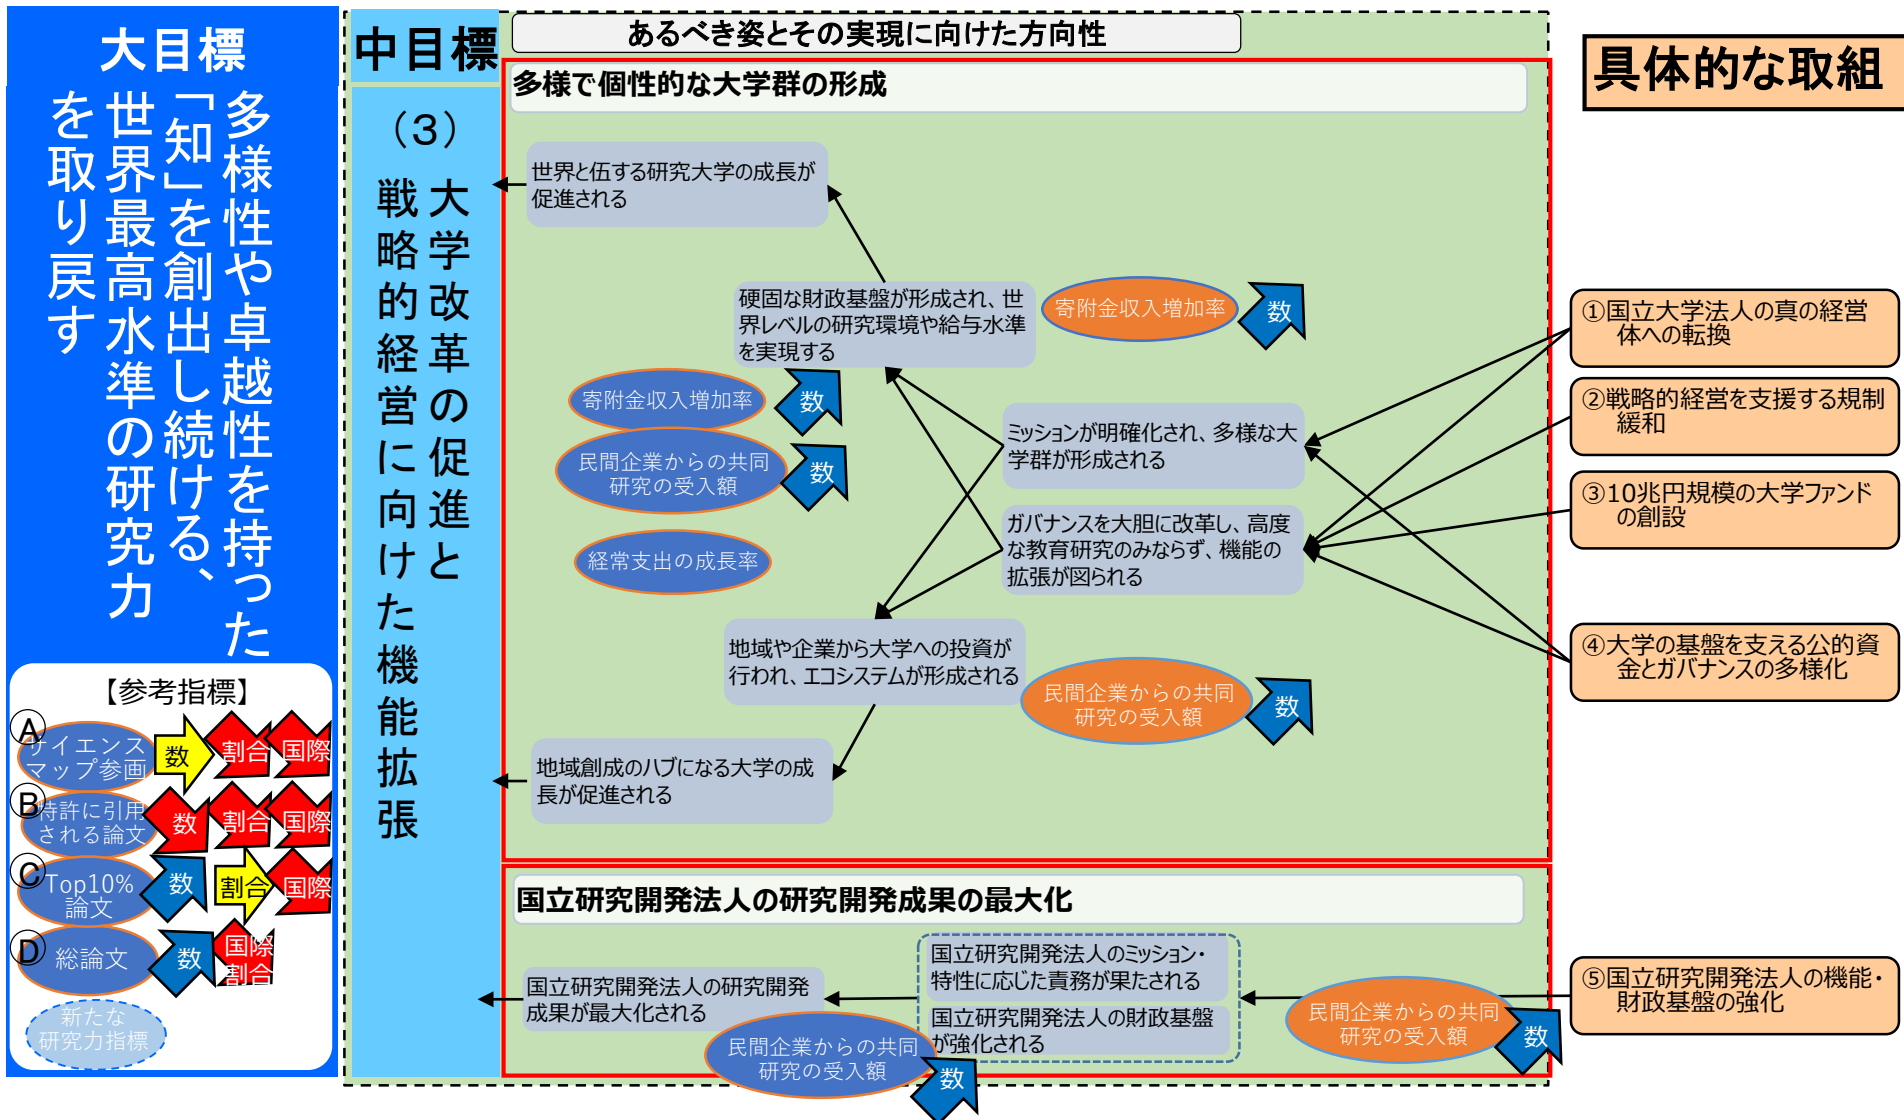 大目標
多様性や卓越性を持った
「知」を創出し続ける、
世界最高水準の研究力
を取り戻す
【参考指標】
Ⓐ
サイエンス
マップ参画
数
割合
国際
Ⓑ
特許に引用
される論文
数
割合
国際
Ⓒ
Top10%
論文
数
割合
国際
Ⓓ
総論文
数
国際
割合
新たな
研究力指標
中目標
（3）
大学改革の促進と
戦略的経営に向けた機能拡張
あるべき姿とその実現に向けた方向性
多様で個性的な大学群の形成
世界と伍する研究大学の成長が
促進される
硬固な財政基盤が形成され、世
界レベルの研究環境や給与水準
を実現する
寄附金収入増加率
数
寄附金収入増加率
数
民間企業からの共同
研究の受入額
数
経常支出の成長率
ミッションが明確化され、多様な大
学群が形成される
ガバナンスを大胆に改革し、高度
な教育研究のみならず、機能の
拡張が図られる
地域や企業から大学への投資が
行われ、エコシステムが形成される
民間企業からの共同
研究の受入額
数
地域創成のハブになる大学の成
長が促進される
国立研究開発法人の研究開発成果の最大化
国立研究開発法人の研究開発
成果が最大化される
民間企業からの共同
研究の受入額
数
国立研究開発法人のミッション・
特性に応じた責務が果たされる
国立研究開発法人の財政基盤
が強化される
民間企業からの共同
研究の受入額
数
具体的な取組
①国立大学法人の真の経営
体への転換
②戦略的経営を支援する規制
緩和
③10兆円規模の大学ファンド
の創設
④大学の基盤を支える公的資
金とガバナンスの多様化
⑤国立研究開発法人の機能・
財政基盤の強化